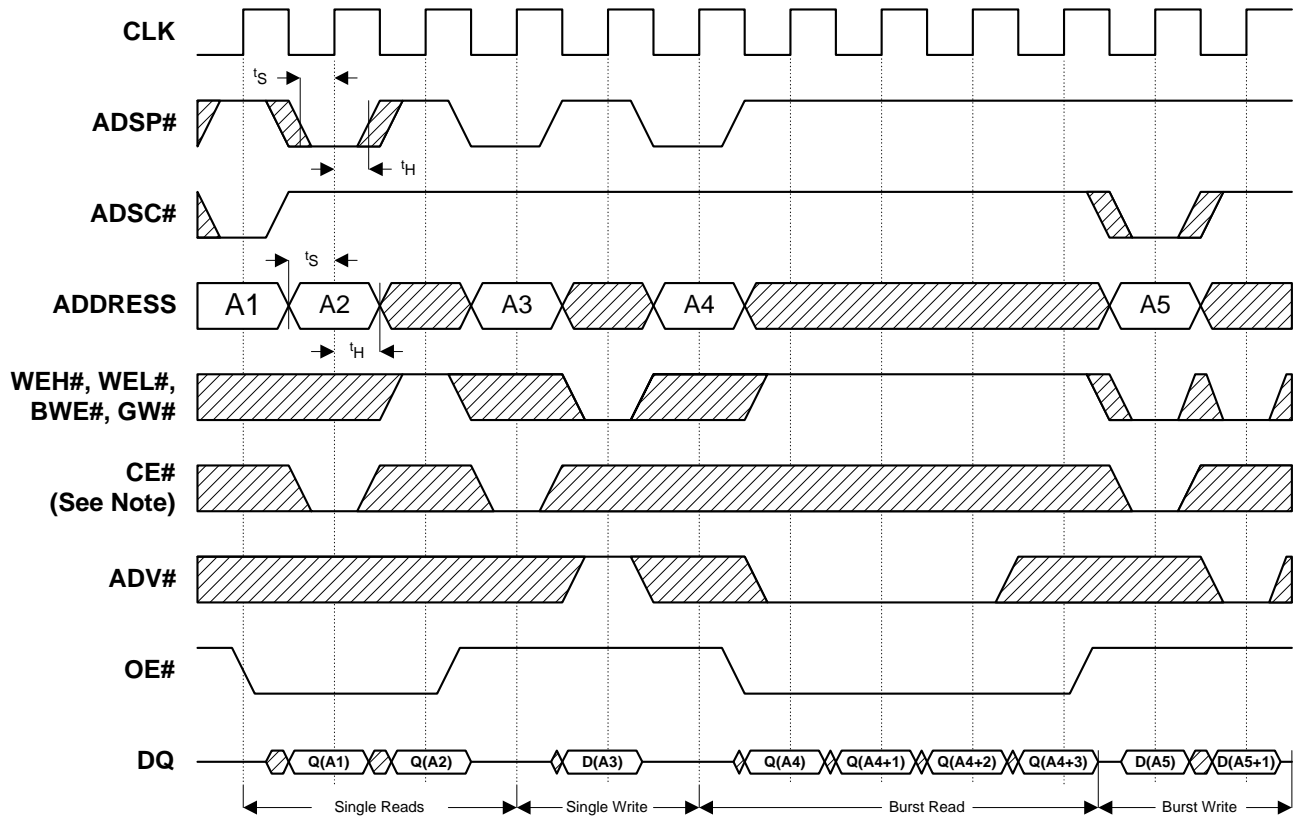 CLK
tS
ADSP#
tH
ADSC#
tS
ADDRESS A1 A2 A3 A4 A5
tH
WEH#, WEL#,
BWE#, GW#
CE#
(See Note)
ADV#
OE#
DQ Q(A1) Q(A2) D(A3) Q(A4) Q(A4+1) Q(A4+2) Q(A4+3) D(A5) D(A5+1)
Single Reads Single Write Burst Read Burst Write